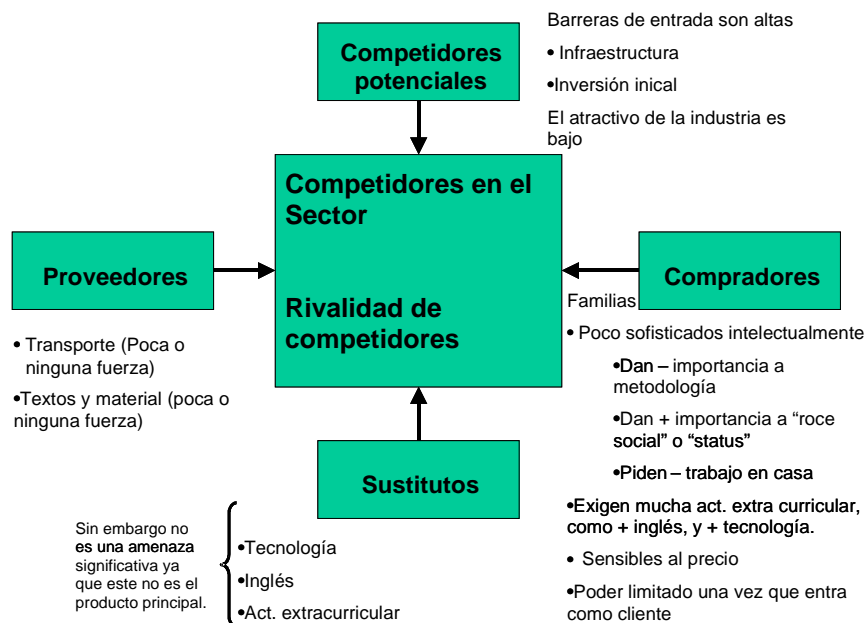 Competidores
potenciales
Barreras de entrada son altas
• Infraestructura
•Inversión inical
El atractivo de la industria es
bajo
Competidores en el
Sector
Rivalidad de
competidores
Proveedores
• Transporte (Poca o
ninguna fuerza)
•Textos y material (poca o
ninguna fuerza)
Compradores
Familias
• Poco sofisticados intelectualmente
•Dan – importancia a
metodología
•Dan + importancia a “roce
social” o “status”
•Piden – trabajo en casa
•Exigen mucha act. extra curricular,
como + inglés, y + tecnología.
• Sensibles al precio
•Poder limitado una vez que entra
como cliente
Sustitutos
Sin embargo no
es una amenaza
significativa ya
que este no es el
producto principal.
•Tecnología
•Inglés
•Act. extracurricular